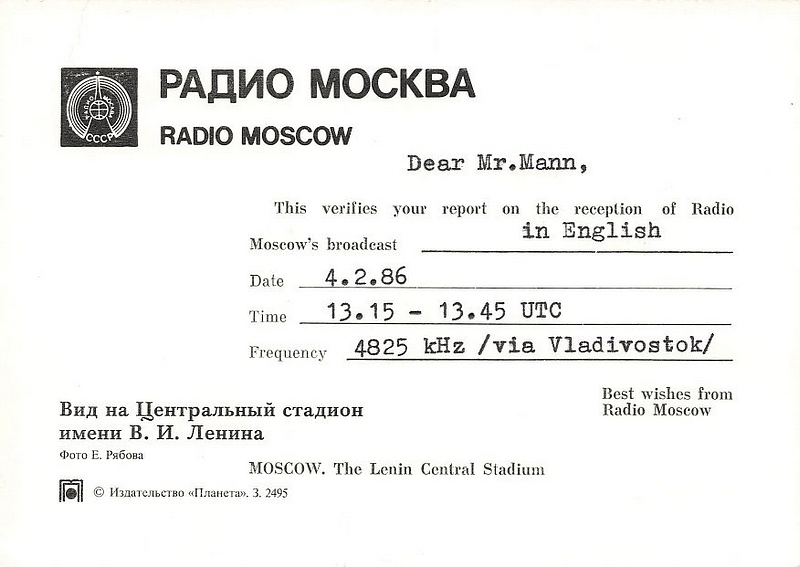 РАДИО МОСКВА
RADIO MOSCOW
СССР
Dear Mr.Mann,
This verifies your report on the reception of Radio
Moscow's broadcast in English
Date 4.2.86
Time 13.15 - 13.45 UTC
Frequency 4825 kHz /via Vladivostok/
Best wishes from
Radio Moscow
Вид на Центральный стадион
имени В. И. Ленина
Фото Е. Рябова
MOSCOW. The Lenin Central Stadium
© Издательство «Планета». З. 2495